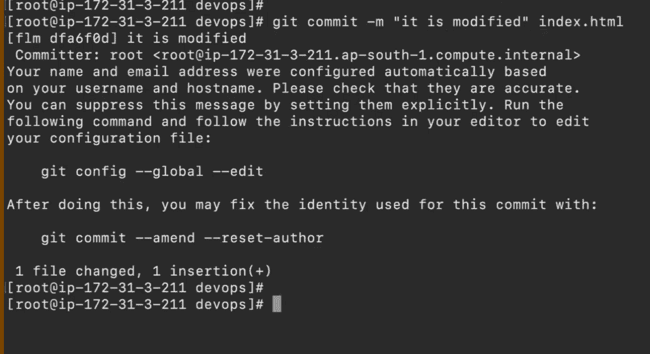 [root@ip-172-31-3-211 devops]#
[root@ip-172-31-3-211 devops]# git commit -m "it is modified" index.html
[flm dfa6f0d] it is modified
 Committer: root <root@ip-172-31-3-211.ap-south-1.compute.internal>
Your name and email address were configured automatically based
on your username and hostname. Please check that they are accurate.
You can suppress this message by setting them explicitly. Run the
following command and follow the instructions in your editor to edit
your configuration file:

    git config --global --edit

After doing this, you may fix the identity used for this commit with:

    git commit --amend --reset-author

 1 file changed, 1 insertion(+)
[root@ip-172-31-3-211 devops]#
[root@ip-172-31-3-211 devops]#